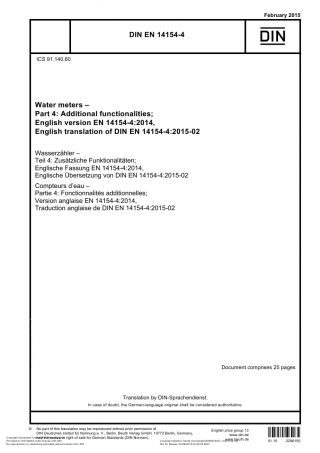 February 2015
DIN EN 14154-4
DIN
ICS 91.140.60
Water meters –
Part 4: Additional functionalities;
English version EN 14154-4:2014,
English translation of DIN EN 14154-4:2015-02
Wasserzähler –
Teil 4: Zusätzliche Funktionalitäten;
Englische Fassung EN 14154-4:2014,
Englische Übersetzung von DIN EN 14154-4:2015-02
Compteurs d'eau –
Partie 4: Fonctionnalités additionnelles;
Version anglaise EN 14154-4:2014,
Traduction anglaise de DIN EN 14154-4:2015-02
Document comprises 25 pages
Translation by DIN-Sprachendienst.
In case of doubt, the German-language original shall be considered authoritative.
© No part of this translation may be reproduced without prior permission of
DIN Deutsches Institut für Normung e. V., Berlin. Beuth Verlag GmbH, 10772 Berlin, Germany,
has the exclusive right of sale for German Standards (DIN-Normen).
English price group 13
www.din.de
www.beuth.de